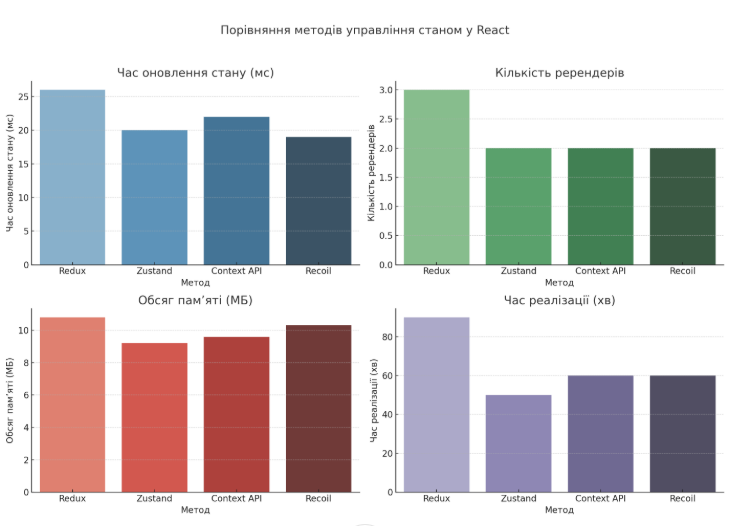 Порівняння методів управління станом у React
Час оновлення стану (мс)
Час оновлення стану (мс)
25
20
15
10
5
0
Redux
Zustand
Context API
Recoil
Метод
Кількість ререндерів
Кількість ререндерів
3.0
2.5
2.0
1.5
1.0
0.5
0.0
Redux
Zustand
Context API
Recoil
Метод
Обсяг пам’яті (МБ)
Обсяг пам’яті (МБ)
10
8
6
4
2
0
Redux
Zustand
Context API
Recoil
Метод
Час реалізації (хв)
Час реалізації (хв)
80
60
40
20
0
Redux
Zustand
Context API
Recoil
Метод